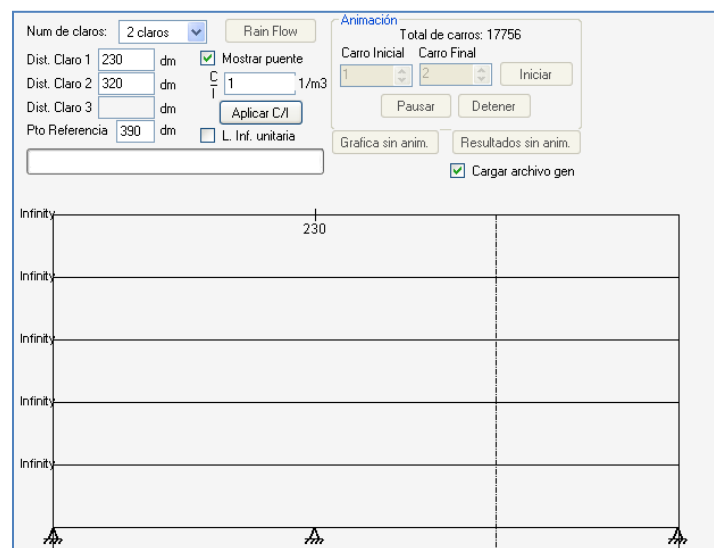 Num de claros: 2 claros Rain Flow
Dist. Claro 1 230 dm Mostrar puente
Dist. Claro 2 320 dm C/I 1 1/m3
Dist. Claro 3 dm Aplicar C/I
Pto Referencia 390 dm L. Inf. unitaria
Animación
Total de carros: 17756
Carro Inicial Carro Final
1 2 Iniciar
Pausar Detener
Grafica sin anim. Resultados sin anim.
Cargar archivo gen
Infinity
230
Infinity
Infinity
Infinity
Infinity